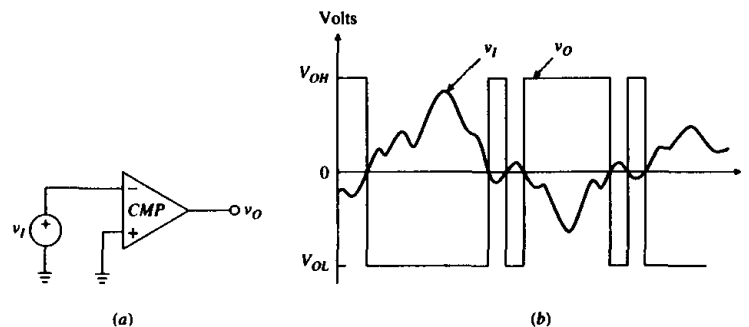 Volts
v_I
v_O
V_OH
0
V_OL
−
CMP
+
v_I
+
v_O
(a)
(b)